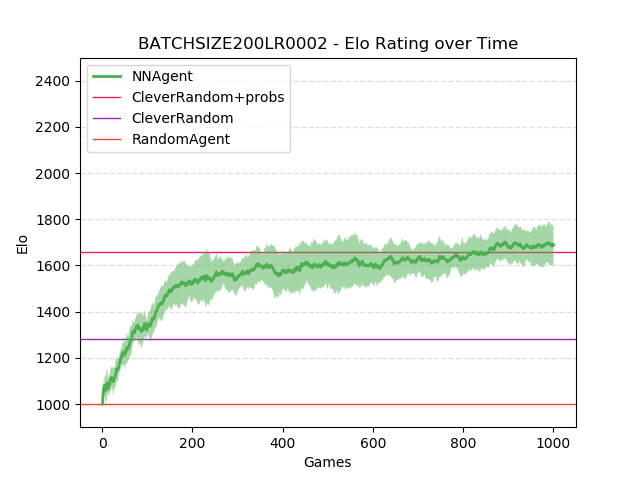 BATCHSIZE200LR0002 - Elo Rating over Time
NNAgent
CleverRandom+probs
CleverRandom
RandomAgent
2400
2200
2000
1800
1600
1400
1200
1000
Elo
0
200
400
600
800
1000
Games